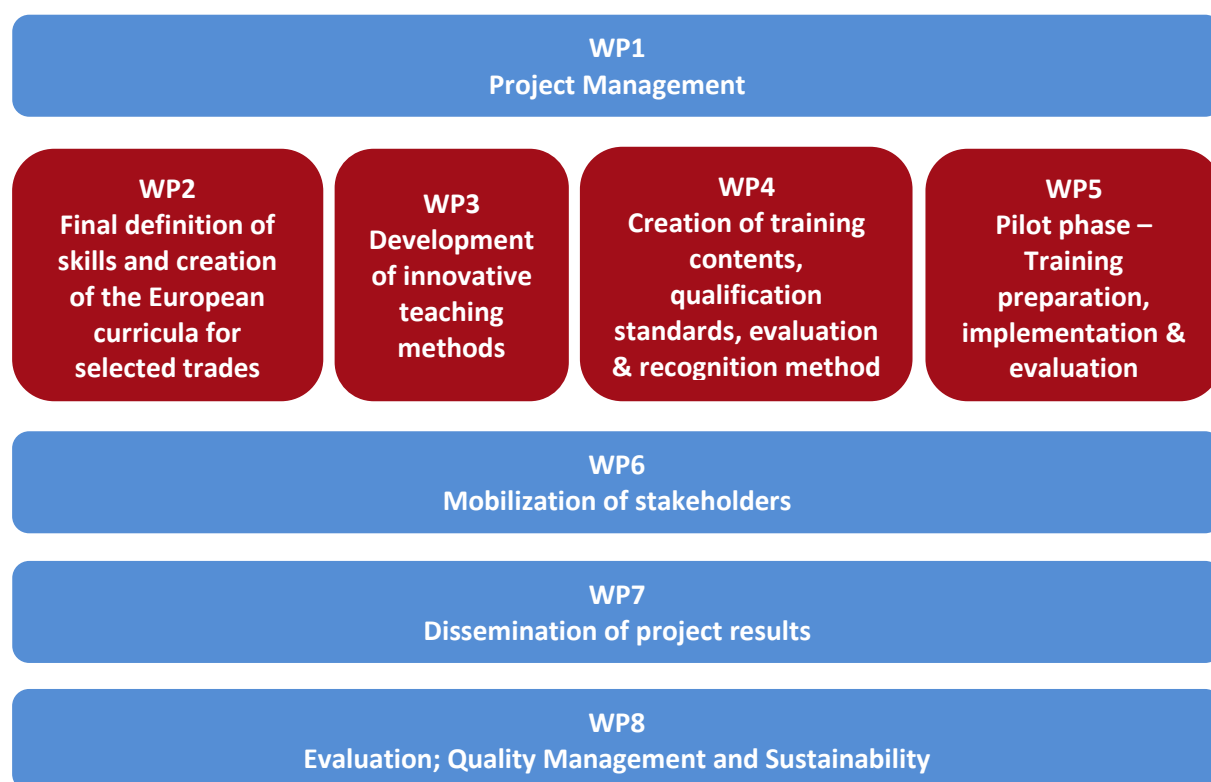 WP1
Project Management
WP2
Final definition of
skills and creation
of the European
curricula for
selected trades
WP3
Development
of innovative
teaching
methods
WP4
Creation of training
contents,
qualification
standards, evaluation
& recognition method
WP5
Pilot phase –
Training
preparation,
implementation &
evaluation
WP6
Mobilization of stakeholders
WP7
Dissemination of project results
WP8
Evaluation; Quality Management and Sustainability